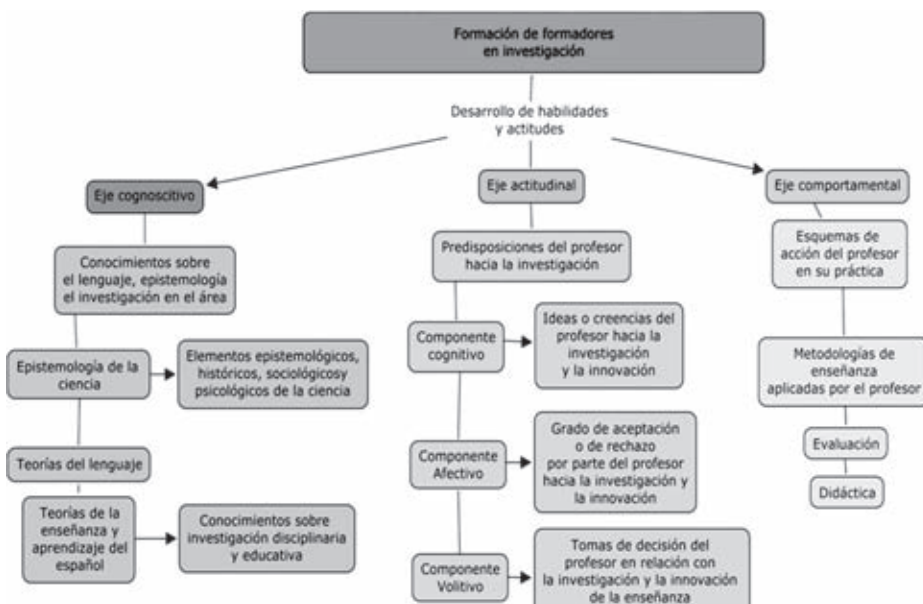 Formación de formadores
en investigación
Desarrollo de habilidades
y actitudes
Eje cognoscitivo
Conocimientos sobre
el lenguaje, epistemología
el investigación en el área
Epistemología de la
ciencia
Elementos epistemológicos,
históricos, sociológicosy
psicológicos de la ciencia
Teorías del lenguaje
Teorías de la
enseñanza y
aprendizaje del
español
Conocimientos sobre
investigación disciplinaria
y educativa
Eje actitudinal
Predisposiciones del profesor
hacia la investigación
Componente
cognitivo
Ideas o creencias del
profesor hacia la
investigación
y la innovación
Componente
Afectivo
Grado de aceptación
o de rechazo
por parte del profesor
hacia la investigación y
la innovación
Componente
Volitivo
Tomas de decisión del
profesor en relación con
la investigación y la innovación
de la enseñanza
Eje comportamental
Esquemas de
acción del profesor
en su práctica
Metodologías de
enseñanza
aplicadas por el profesor
Evaluación
Didáctica